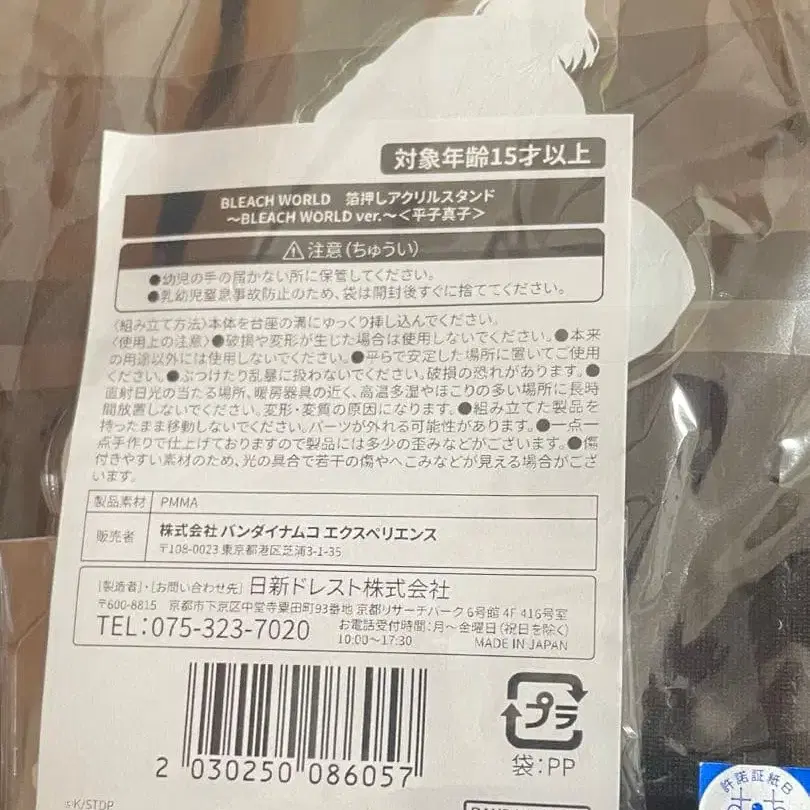 対象年齢15才以上
BLEACH WORLD 箔押しアクリルスタンド
～BLEACH WORLD ver.～＜平子真子＞
注意（ちゅうい）
●幼児の手の届かない所に保管してください。
●乳幼児窒息事故防止のため、袋は開封後すぐに捨ててください。
〈組み立て方法〉本体を台座の溝にゆっくり挿し込んでください。
〈使用上の注意〉●破損や変形が生じた場合は使用しないでください。●本来
の用途以外には使用しないでください。●平らで安定した場所に置いてご使用
ください。●ぶつけたり乱暴に扱わないでください。破損の恐れがあります。●
直射日光の当たる場所、暖房器具の近く、高温多湿やほこりの多い場所に長時
間放置しないでください。変形・変質の原因になります。●組み立てた製品を
持ったまま移動しないでください。パーツが外れる可能性があります。●一点一
点手作りで仕上げておりますので製品には多少の歪みなどがございます。●傷
付きやすい素材のため、光の具合で若干の傷やへこみなどが見える場合がござ
います。
製品素材 PMMA
販売者 株式会社 バンダイナムコ エクスペリエンス
〒108-0023 東京都港区芝浦3-1-35
［製造者］・［お問い合わせ先］ 日新ドレスト株式会社
〒600-8815 京都市下京区中堂寺粟田町93番地 京都リサーチパーク 6号館 4F 416号室
TEL：075-323-7020 お電話受付時間：月～金曜日（祝日を除く）
10:00～17:30 MADE IN JAPAN
プラ
2 030250 086057
袋：PP
©K/STDP
許諾証紙